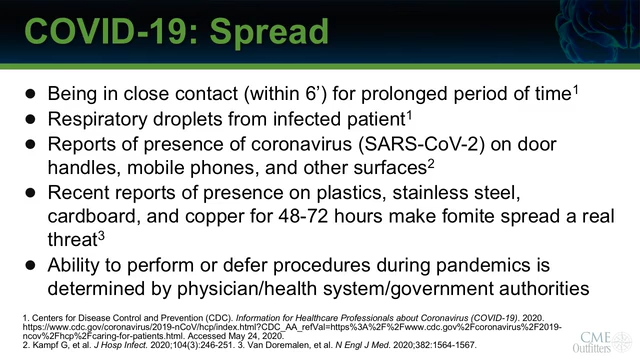 COVID-19: Spread
● Being in close contact (within 6’) for prolonged period of time¹
● Respiratory droplets from infected patient¹
● Reports of presence of coronavirus (SARS-CoV-2) on door
handles, mobile phones, and other surfaces²
● Recent reports of presence on plastics, stainless steel,
cardboard, and copper for 48-72 hours make fomite spread a real
threat³
● Ability to perform or defer procedures during pandemics is
determined by physician/health system/government authorities
1. Centers for Disease Control and Prevention (CDC). Information for Healthcare Professionals about Coronavirus (COVID-19). 2020.
https://www.cdc.gov/coronavirus/2019-nCoV/hcp/index.html?CDC_AA_refVal=https%3A%2F%2Fwww.cdc.gov%2Fcoronavirus%2F2019-
ncov%2Fhcp%2Fcaring-for-patients.html. Accessed May 24, 2020.
2. Kampf G, et al. J Hosp Infect. 2020;104(3):246-251. 3. Van Doremalen, et al. N Engl J Med. 2020;382:1564-1567.
CME
Outfitters